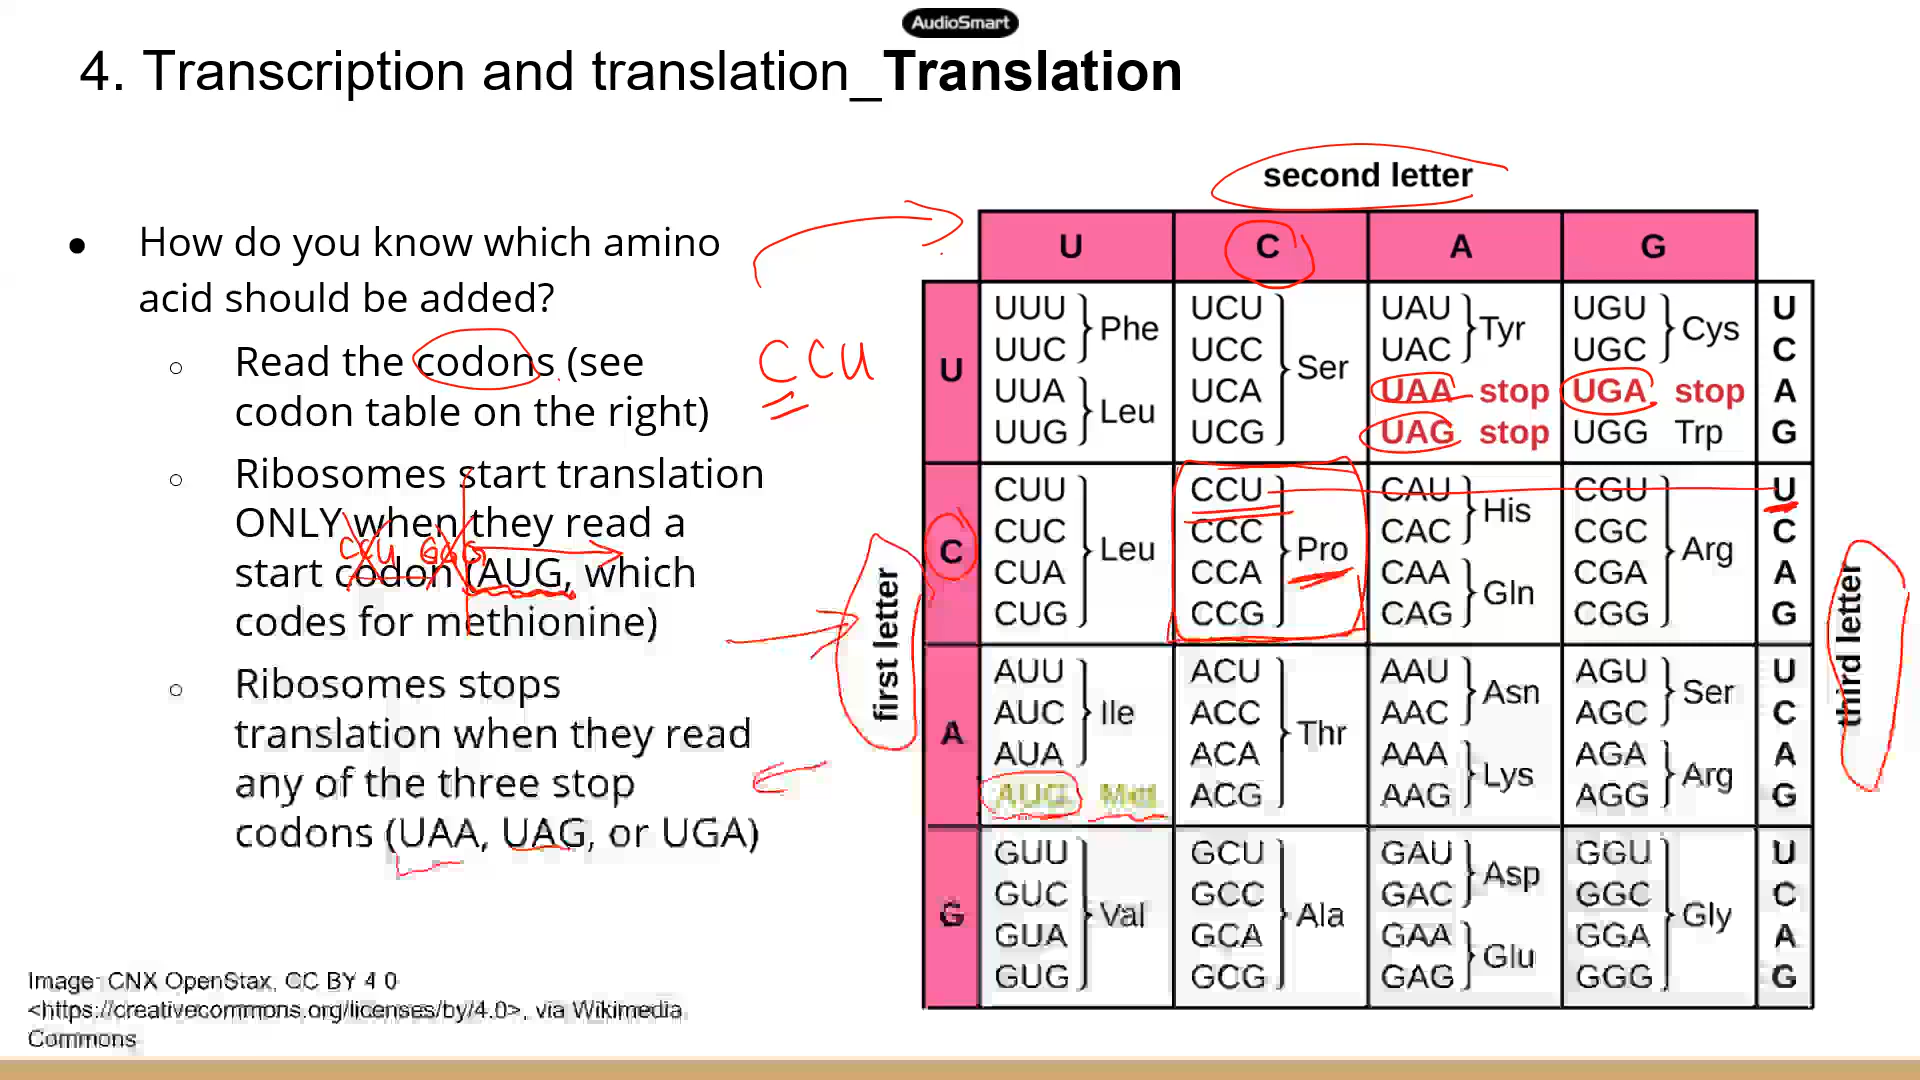 AudioSmart
4. Transcription and translation_Translation
● How do you know which amino
acid should be added?
○ Read the codons (see
codon table on the right)
○ Ribosomes start translation
ONLY when they read a
start codon (AUG, which
codes for methionine)
○ Ribosomes stops
translation when they read
any of the three stop
codons (UAA, UAG, or UGA)
CCU
CCU GGG
Image: CNX OpenStax, CC BY 4.0
<https://creativecommons.org/licenses/by/4.0>, via Wikimedia
Commons
second letter
U C A G
first letter
third letter
U
UUU UCU UAU UGU U
Phe Tyr Cys
UUC UCC UAC UGC C
Ser
UUA UCA UAA stop UGA stop A
Leu
UUG UCG UAG stop UGG Trp G
C
CUU CCU CAU CGU U
His
CUC CCC CAC CGC C
Leu Pro Arg
CUA CCA CAA CGA A
Gln
CUG CCG CAG CGG G
A
AUU ACU AAU AGU U
Asn Ser
AUC ACC AAC AGC C
Ile Thr
AUA ACA AAA AGA A
Lys Arg
AUG Met ACG AAG AGG G
G
GUU GCU GAU GGU U
Asp
GUC GCC GAC GGC C
Val Ala Gly
GUA GCA GAA GGA A
Glu
GUG GCG GAG GGG G